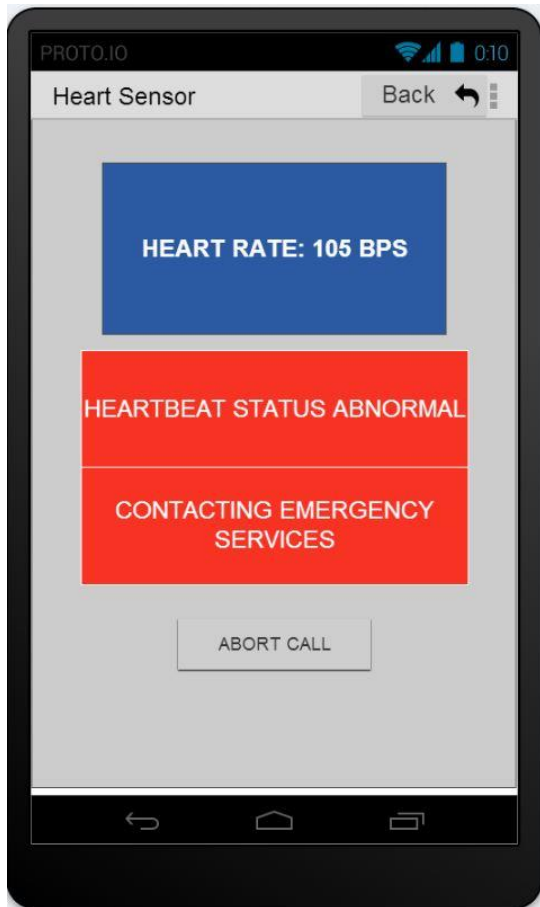 PROTO.IO 0:10
Heart Sensor Back
HEART RATE: 105 BPS
HEARTBEAT STATUS ABNORMAL
CONTACTING EMERGENCY
SERVICES
ABORT CALL